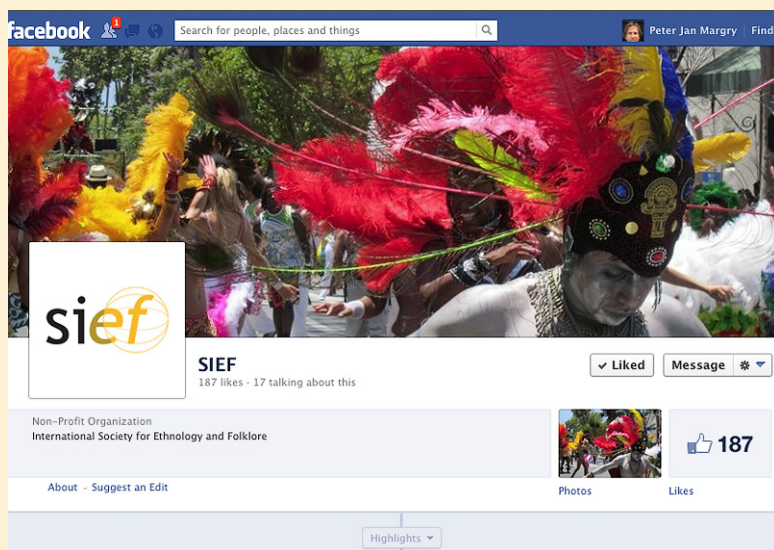 facebook
1
Search for people, places and things
Peter Jan Margry
Find
sief
SIEF
187 likes · 17 talking about this
✓ Liked
Message
Non-Profit Organization
International Society for Ethnology and Folklore
187
About - Suggest an Edit
Photos
Likes
Highlights